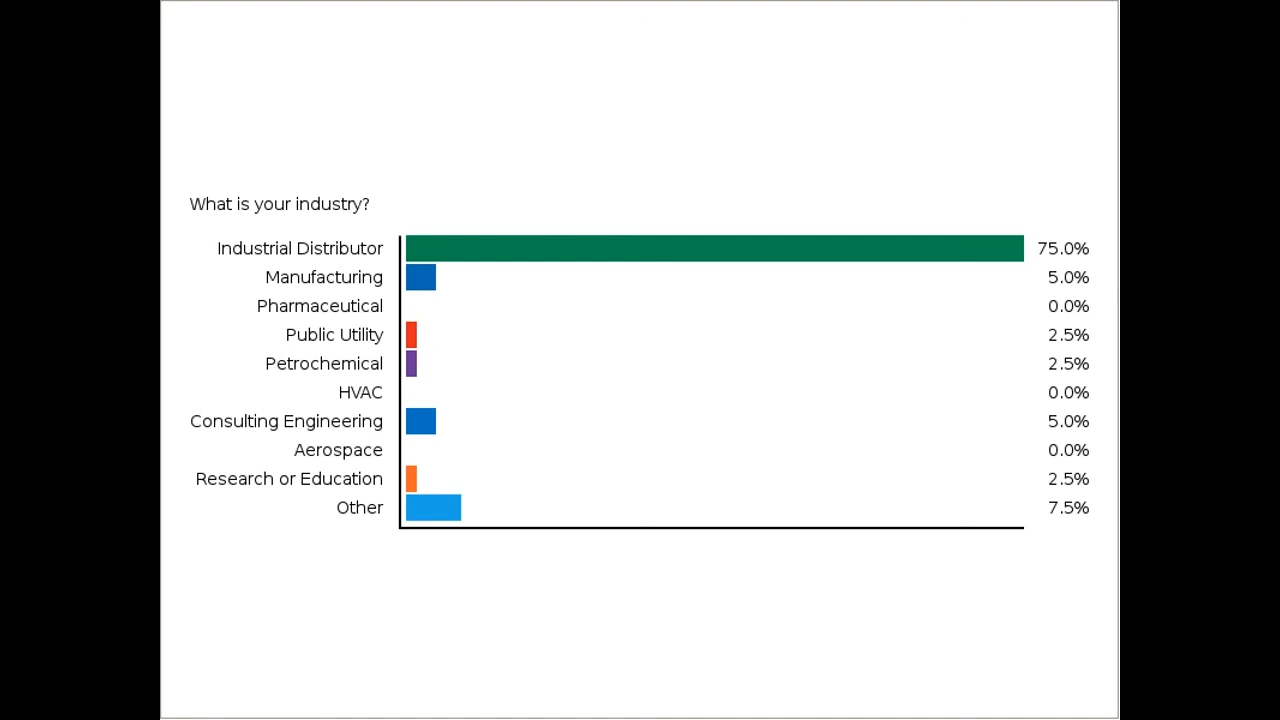 What is your industry?
Industrial Distributor 75.0%
Manufacturing 5.0%
Pharmaceutical 0.0%
Public Utility 2.5%
Petrochemical 2.5%
HVAC 0.0%
Consulting Engineering 5.0%
Aerospace 0.0%
Research or Education 2.5%
Other 7.5%